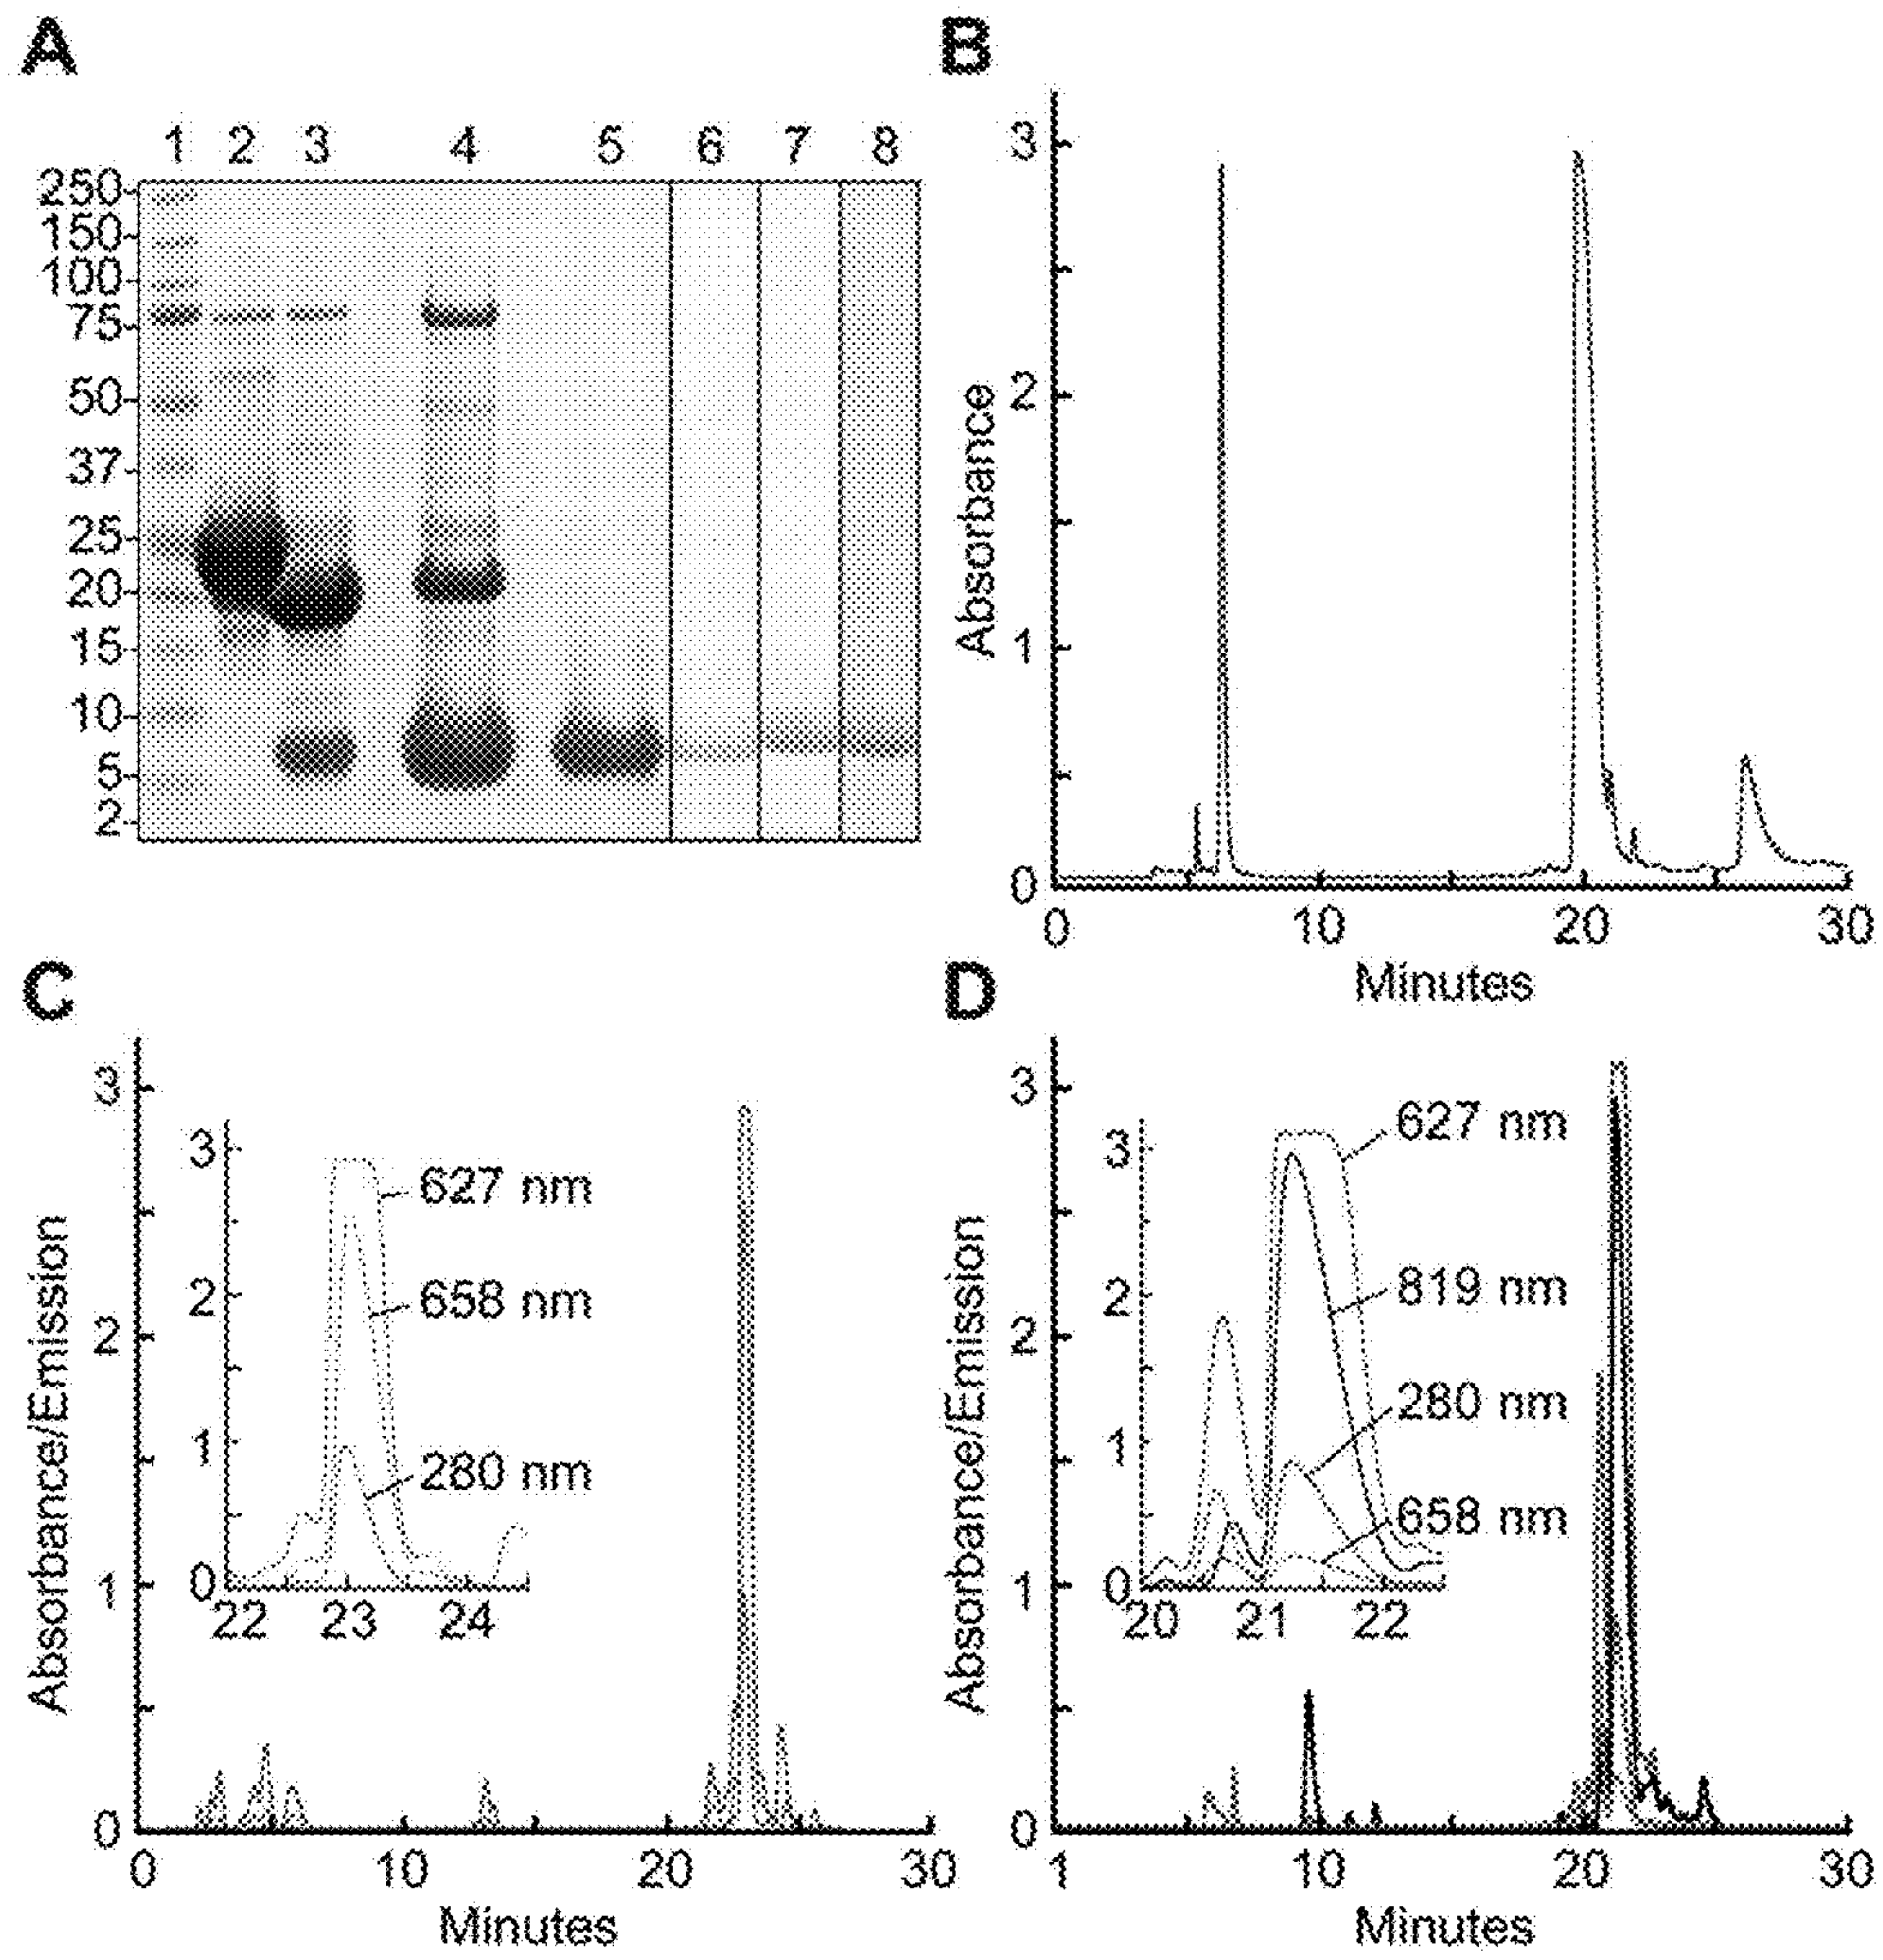 A
1 2 3 4 5 6 7 8
250
150
100
75
50
37
25
20
15
10
5
2
B
Absorbance
3
2
1
0
0 10 20 30
Minutes
C
Absorbance/Emission
3
2
1
0
3
2
1
0
22 23 24
627 nm
658 nm
280 nm
0 10 20 30
Minutes
D
Absorbance/Emission
3
2
1
0
3
2
1
0
20 21 22
627 nm
819 nm
280 nm
658 nm
1 10 20 30
Minutes